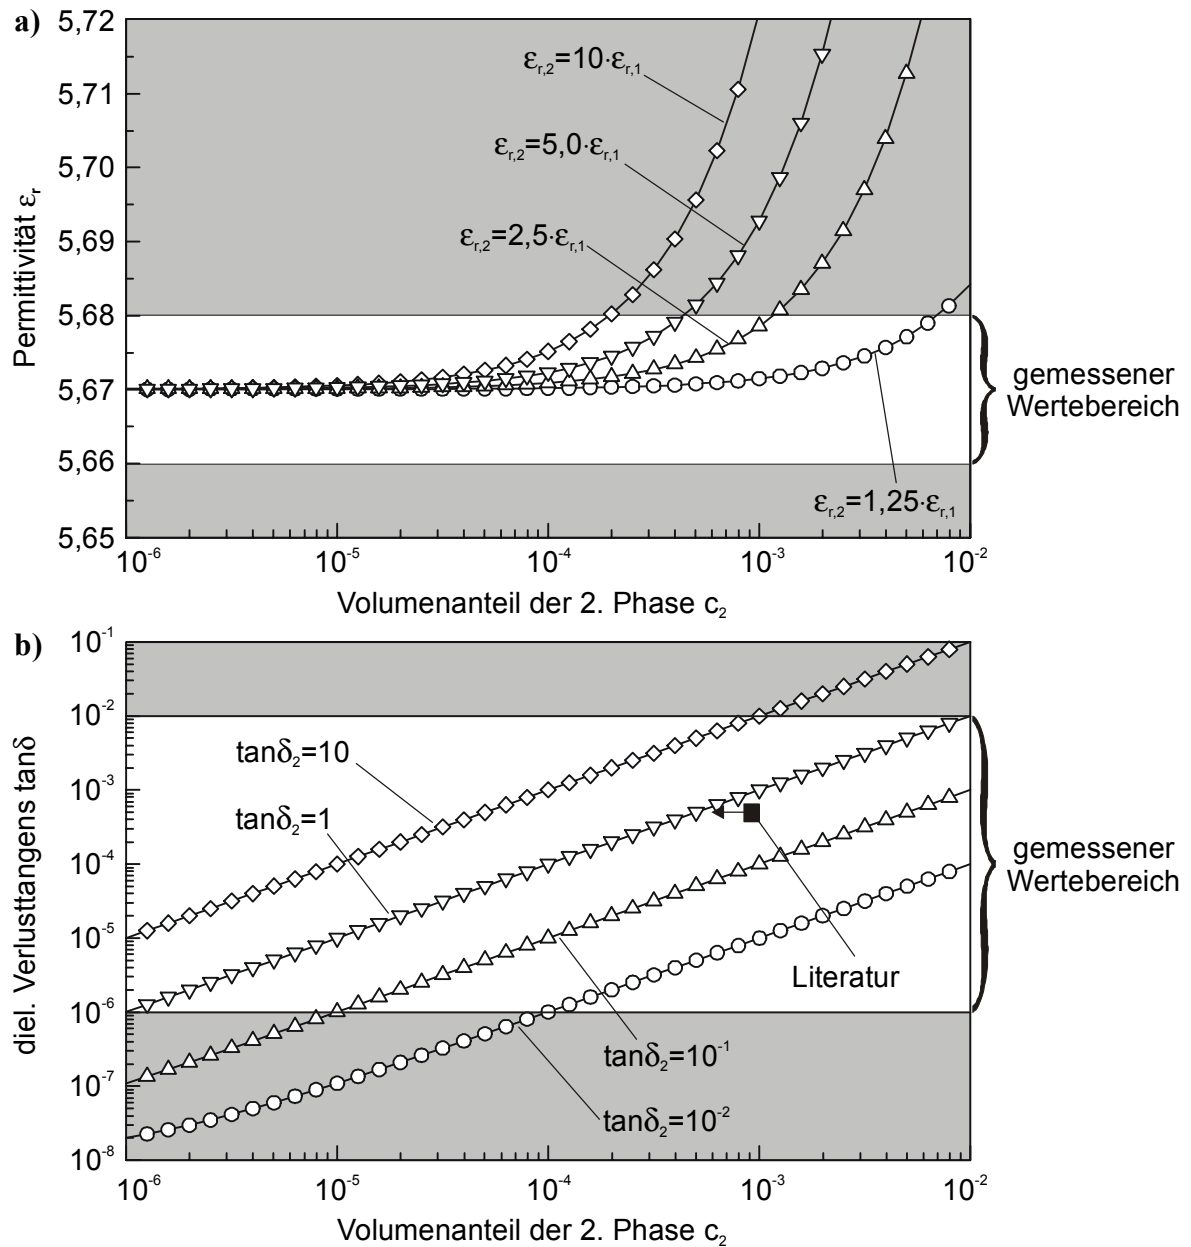 a)
5,72
5,71
5,70
5,69
5,68
5,67
5,66
5,65
Permittivität εr
εr,2=10·εr,1
εr,2=5,0·εr,1
εr,2=2,5·εr,1
εr,2=1,25·εr,1
gemessener
Wertebereich
10-6
10-5
10-4
10-3
10-2
Volumenanteil der 2. Phase c2
b)
10-1
10-2
10-3
10-4
10-5
10-6
10-7
10-8
diel. Verlusttangens tanδ
tanδ2=10
tanδ2=1
Literatur
tanδ2=10-1
tanδ2=10-2
gemessener
Wertebereich
10-6
10-5
10-4
10-3
10-2
Volumenanteil der 2. Phase c2